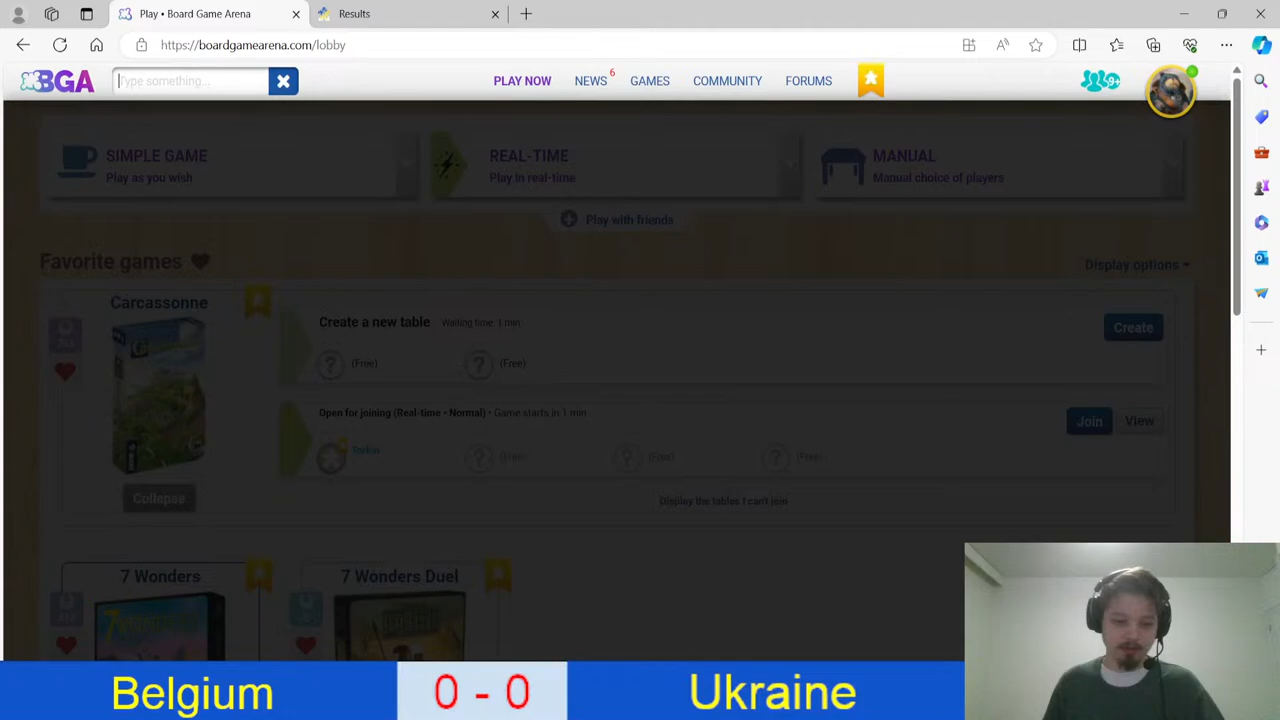 Play • Board Game Arena
Results
https://boardgamearena.com/lobby
BGA
Type something...
PLAY NOW
NEWS 6
GAMES
COMMUNITY
FORUMS
9+
SIMPLE GAME
Play as you wish
REAL-TIME
Play in real-time
MANUAL
Manual choice of players
Play with friends
Favorite games
Display options
Carcassonne
Create a new table Waiting time: 1 min
Create
(Free) (Free)
Open for joining (Real-time • Normal) • Game starts in 1 min
Join View
(Free) (Free) (Free)
Collapse
Display the tables I can't join
7 Wonders
7 Wonders Duel
Belgium 0 - 0 Ukraine